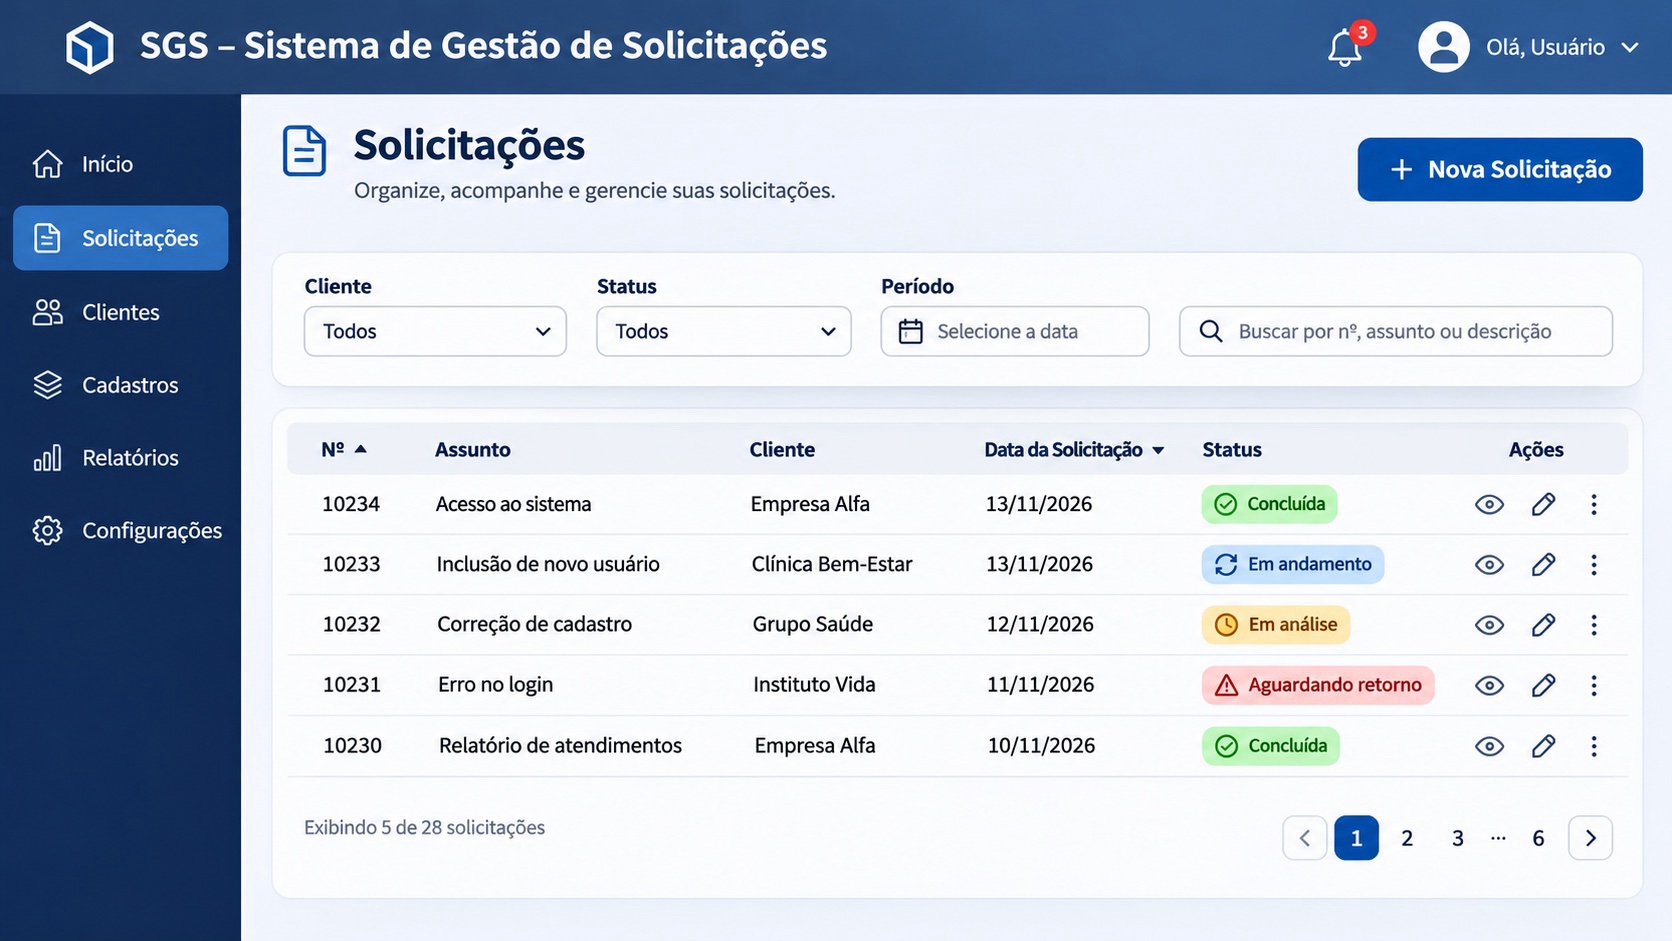 SGS – Sistema de Gestão de Solicitações
3
Olá, Usuário
Início
Solicitações
Clientes
Cadastros
Relatórios
Configurações
Solicitações
Organize, acompanhe e gerencie suas solicitações.
+ Nova Solicitação
Cliente Status Período
Todos Todos Selecione a data Buscar por nº, assunto ou descrição
Nº Assunto Cliente Data da Solicitação Status Ações
10234 Acesso ao sistema Empresa Alfa 13/11/2026 Concluída
10233 Inclusão de novo usuário Clínica Bem-Estar 13/11/2026 Em andamento
10232 Correção de cadastro Grupo Saúde 12/11/2026 Em análise
10231 Erro no login Instituto Vida 11/11/2026 Aguardando retorno
10230 Relatório de atendimentos Empresa Alfa 10/11/2026 Concluída
Exibindo 5 de 28 solicitações
1 2 3 ... 6